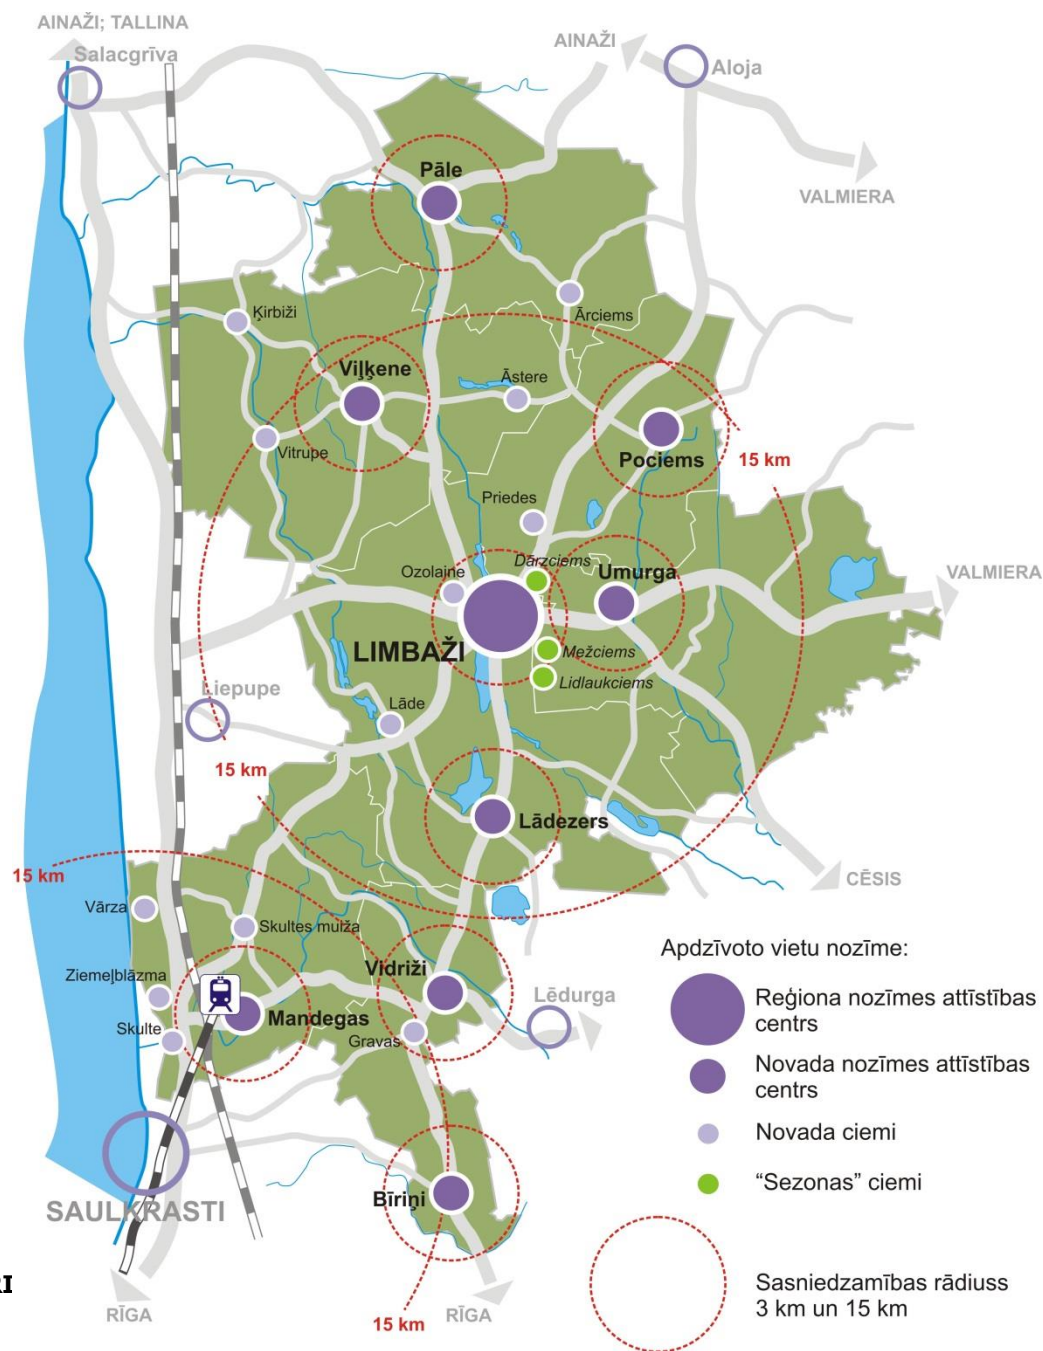 AINAŽI; TALLINA
Salacgrīva
AINAŽI
Aloja
VALMIERA
Pāle
Ārciems
Ķirbiži
Viļķene
Āstere
Vitrupe
Pociems
15 km
Priedes
Dārzciems
Ozolaine
Umurga
VALMIERA
LIMBAŽI
Mežciems
Lidlaukciems
Liepupe
Lāde
15 km
Lādezers
CĒSIS
15 km
Vārza
Skultes muiža
Ziemeļblāzma
Vidriži
Lēdurga
Mandegas
Skulte
Gravas
Bīriņi
SAULKRASTI
RĪGA
15 km
RĪGA
Apdzīvoto vietu nozīme:
Reģiona nozīmes attīstības
centrs
Novada nozīmes attīstības
centrs
Novada ciemi
“Sezonas” ciemi
Sasniedzamības rādiuss
3 km un 15 km